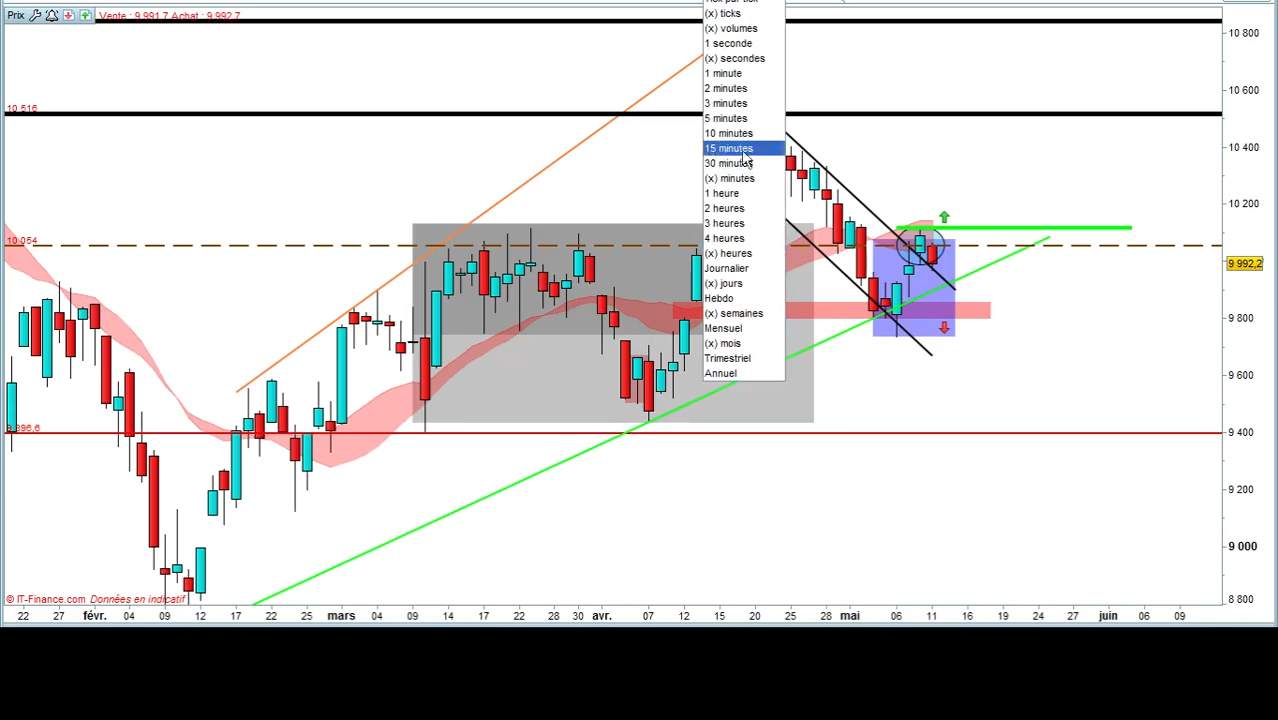 Prix Vente : 9 991,7 Achat : 9 992,7
(x) ticks
(x) volumes
1 seconde
(x) secondes
1 minute
2 minutes
3 minutes
5 minutes
10 minutes
15 minutes
30 minutes
(x) minutes
1 heure
2 heures
3 heures
4 heures
(x) heures
Journalier
(x) jours
Hebdo
(x) semaines
Mensuel
(x) mois
Trimestriel
Annuel
10 516
10 054
10 800
10 600
10 400
10 200
9 992,2
9 800
9 600
9 400
9 200
9 000
8 800
© IT-Finance.com Données en indicatif
22 27 févr. 04 09 12 17 22 25 mars 04 09 14 17 22 28 30 avr. 07 12 15 20 25 28 mai 06 11 16 19 24 27 juin 09